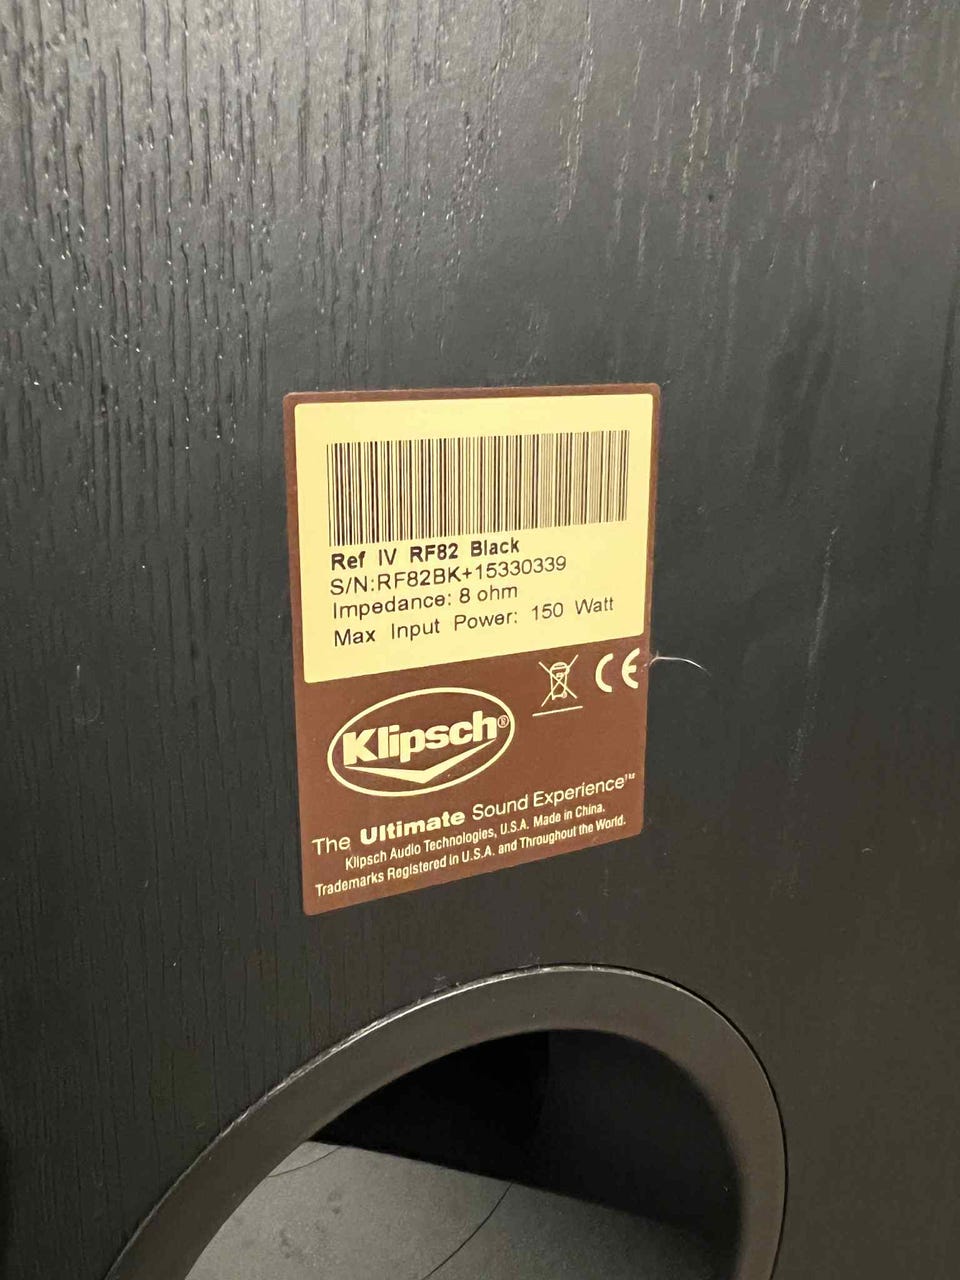 Ref IV RF82 Black
S/N:RF82BK+15330339
Impedance: 8 ohm
Max Input Power: 150 Watt
CE
Klipsch®
The Ultimate Sound Experience™
Klipsch Audio Technologies, U.S.A. Made in China.
Trademarks Registered in U.S.A. and Throughout the World.